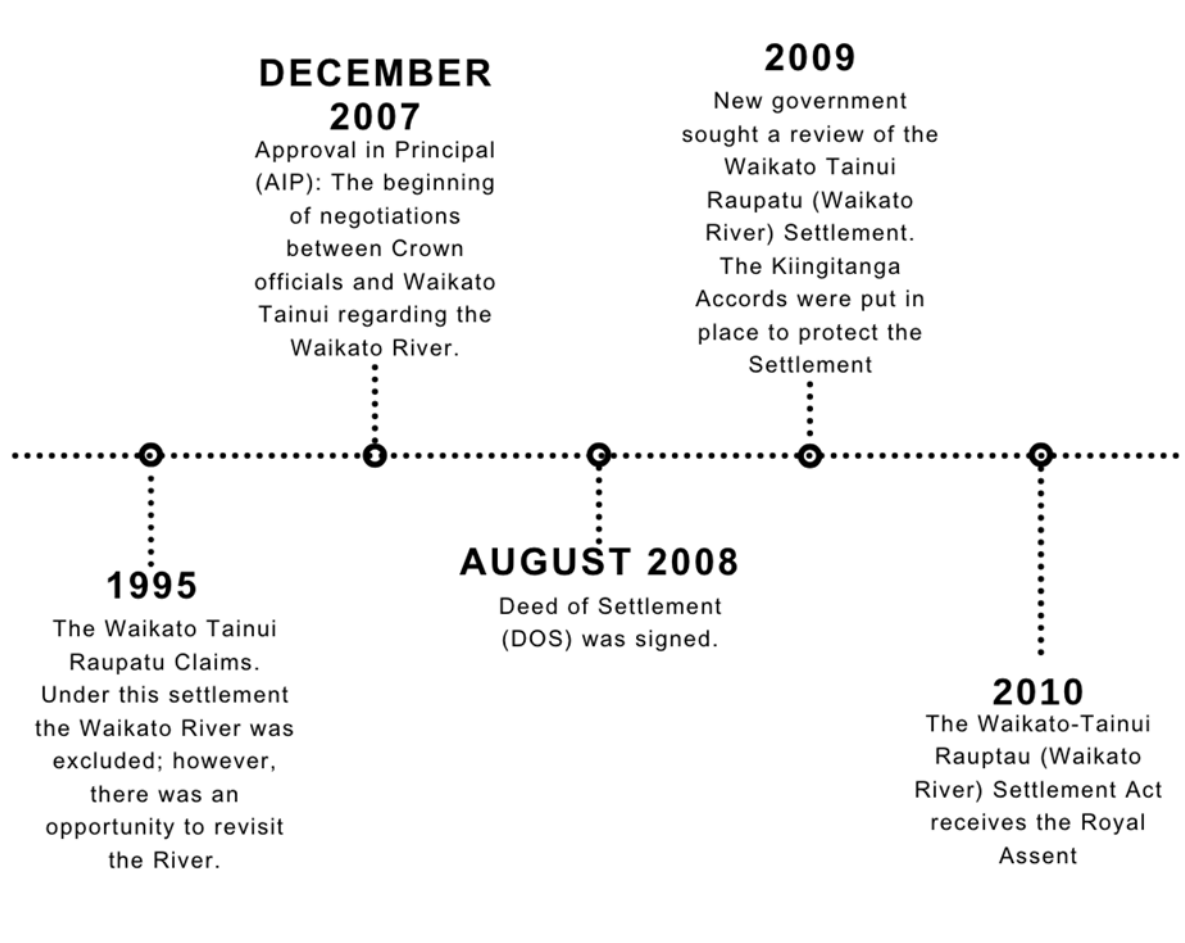 1995
The Waikato Tainui
Raupatu Claims.
Under this settlement
the Waikato River was
excluded; however,
there was an
opportunity to revisit
the River.
DECEMBER
2007
Approval in Principal
(AIP): The beginning
of negotiations
between Crown
officials and Waikato
Tainui regarding the
Waikato River.
AUGUST 2008
Deed of Settlement
(DOS) was signed.
2009
New government
sought a review of the
Waikato Tainui
Raupatu (Waikato
River) Settlement.
The Kiingitanga
Accords were put in
place to protect the
Settlement
2010
The Waikato-Tainui
Rauptau (Waikato
River) Settlement Act
receives the Royal
Assent